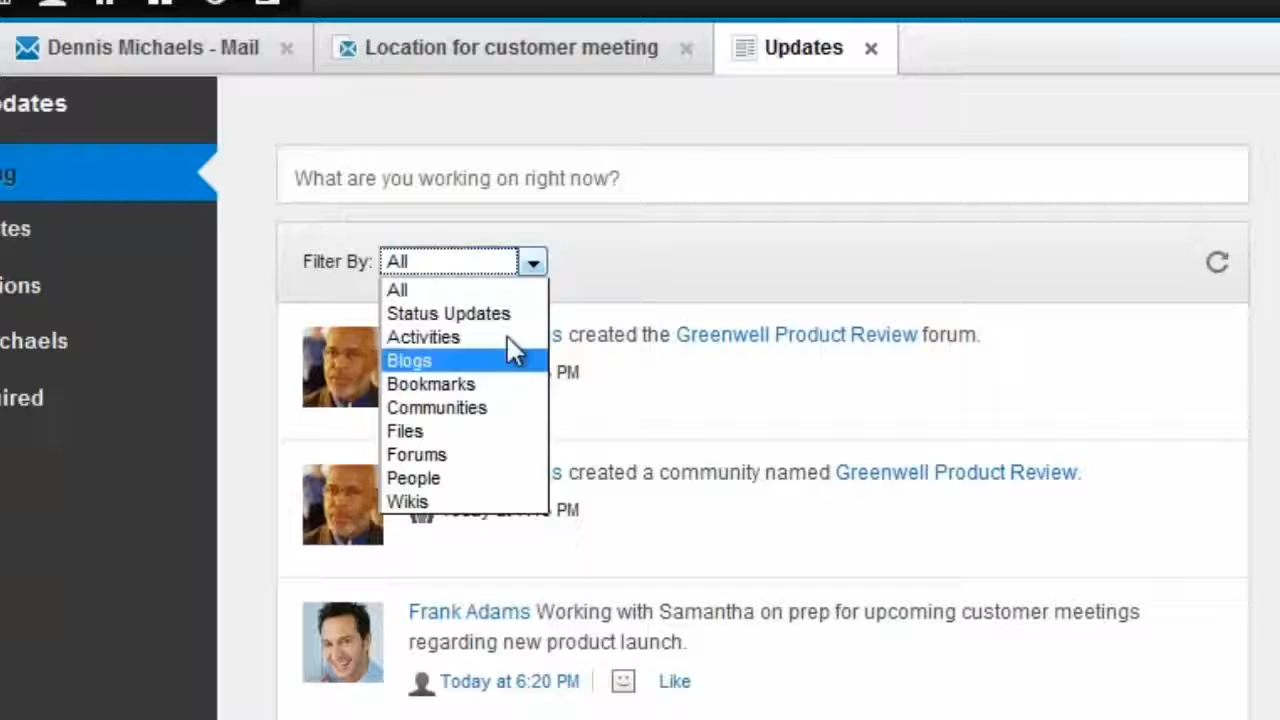 Dennis Michaels - Mail
Location for customer meeting
Updates
pdates
g
tes
ions
chaels
ired
What are you working on right now?
Filter By: All
All
Status Updates
Activities
Blogs
Bookmarks
Communities
Files
Forums
People
Wikis
s created the Greenwell Product Review forum.
PM
s created a community named Greenwell Product Review.
PM
Frank Adams Working with Samantha on prep for upcoming customer meetings
regarding new product launch.
Today at 6:20 PM Like